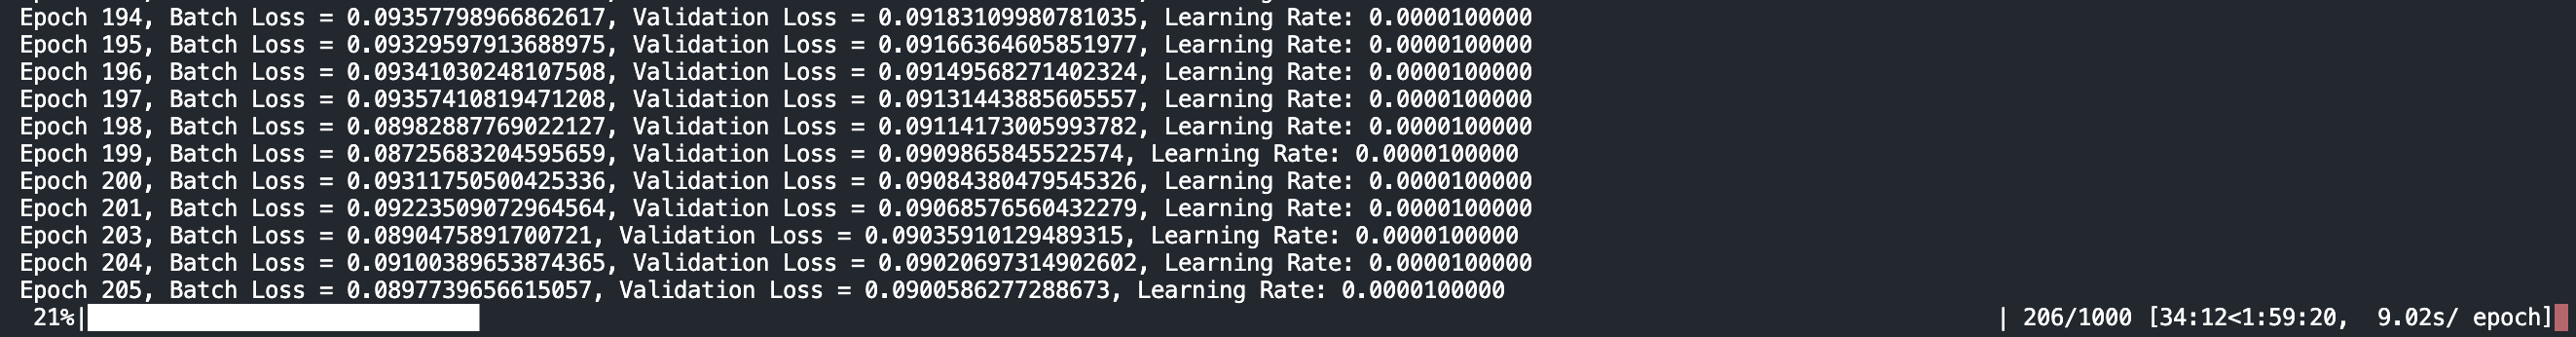 Epoch 194, Batch Loss = 0.09357798966862617, Validation Loss = 0.09183109980781035, Learning Rate: 0.0000100000
Epoch 195, Batch Loss = 0.09329597913688975, Validation Loss = 0.09166364605851977, Learning Rate: 0.0000100000
Epoch 196, Batch Loss = 0.09341030248107508, Validation Loss = 0.09149568271402324, Learning Rate: 0.0000100000
Epoch 197, Batch Loss = 0.09357410819471208, Validation Loss = 0.09131443885605557, Learning Rate: 0.0000100000
Epoch 198, Batch Loss = 0.08982887769022127, Validation Loss = 0.09114173005993782, Learning Rate: 0.0000100000
Epoch 199, Batch Loss = 0.08725683204595659, Validation Loss = 0.0909865845522574, Learning Rate: 0.0000100000
Epoch 200, Batch Loss = 0.09311750500425336, Validation Loss = 0.09084380479545326, Learning Rate: 0.0000100000
Epoch 201, Batch Loss = 0.09223509072964564, Validation Loss = 0.09068576560432279, Learning Rate: 0.0000100000
Epoch 203, Batch Loss = 0.0890475891700721, Validation Loss = 0.09035910129489315, Learning Rate: 0.0000100000
Epoch 204, Batch Loss = 0.09100389653874365, Validation Loss = 0.09020697314902602, Learning Rate: 0.0000100000
Epoch 205, Batch Loss = 0.0897739656615057, Validation Loss = 0.0900586277288673, Learning Rate: 0.0000100000
21%| | 206/1000 [34:12<1:59:20, 9.02s/ epoch]